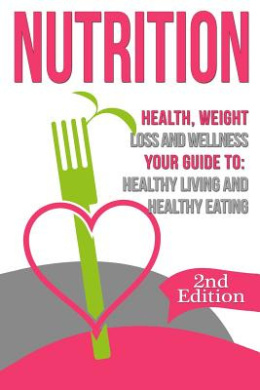 NUTRITION
HEALTH, WEIGHT
LOSS AND WELLNESS
YOUR GUIDE TO:
HEALTHY LIVING AND
HEALTHY EATING
2nd
Edition